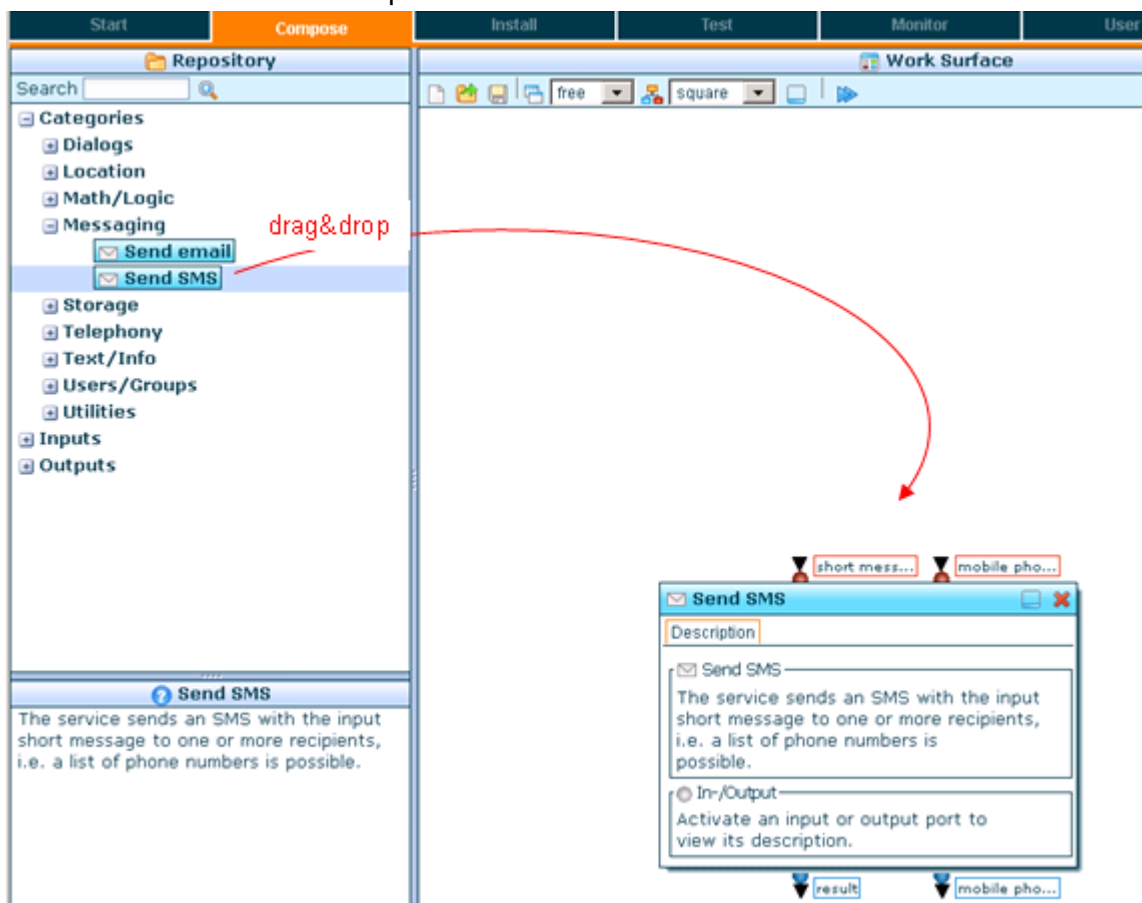 Start Compose Install Test Monitor User
Repository
Work Surface
Search
free square
Categories
Dialogs
Location
Math/Logic
Messaging
drag&drop
Send email
Send SMS
Storage
Telephony
Text/Info
Users/Groups
Utilities
Inputs
Outputs
short mess... mobile pho...
Send SMS
Description
Send SMS
The service sends an SMS with the input
short message to one or more recipients,
i.e. a list of phone numbers is
possible.
In-/Output
Activate an input or output port to
view its description.
result mobile pho...
Send SMS
The service sends an SMS with the input
short message to one or more recipients,
i.e. a list of phone numbers is possible.